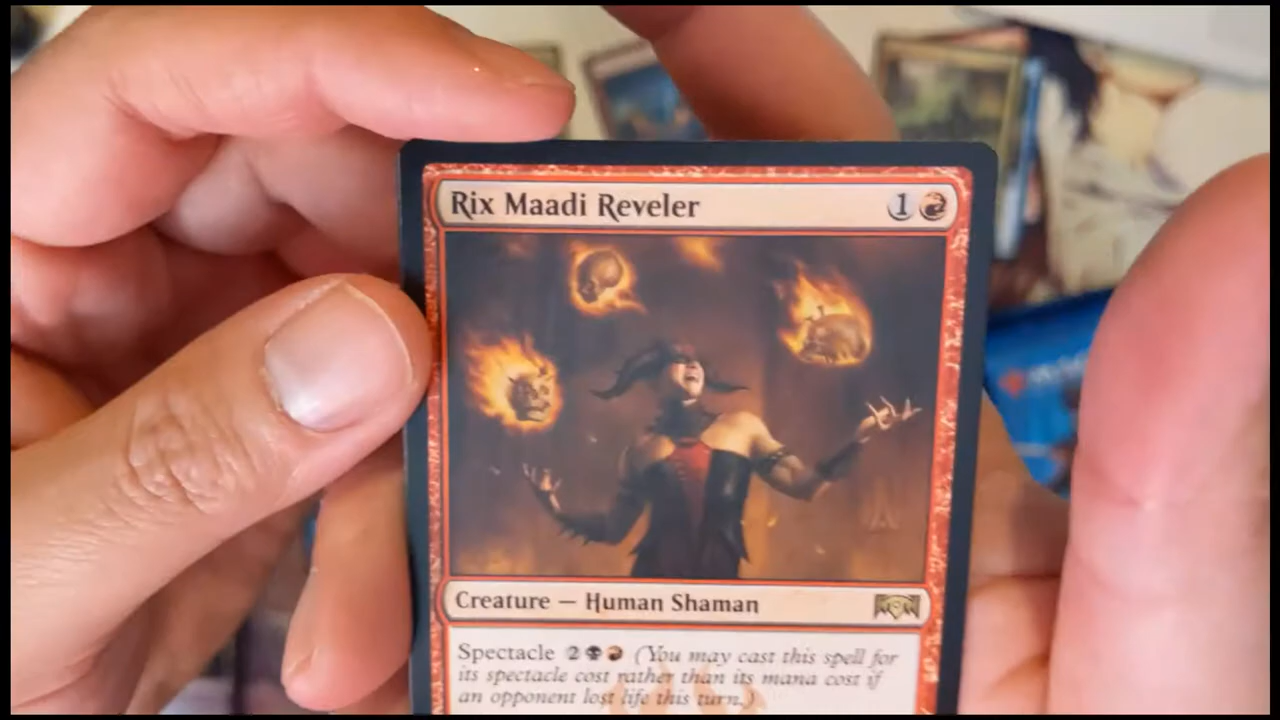 Rix Maadi Reveler 1
Creature — Human Shaman
Spectacle 2 (You may cast this spell for
its spectacle cost rather than its mana cost if
an opponent lost life this turn.)